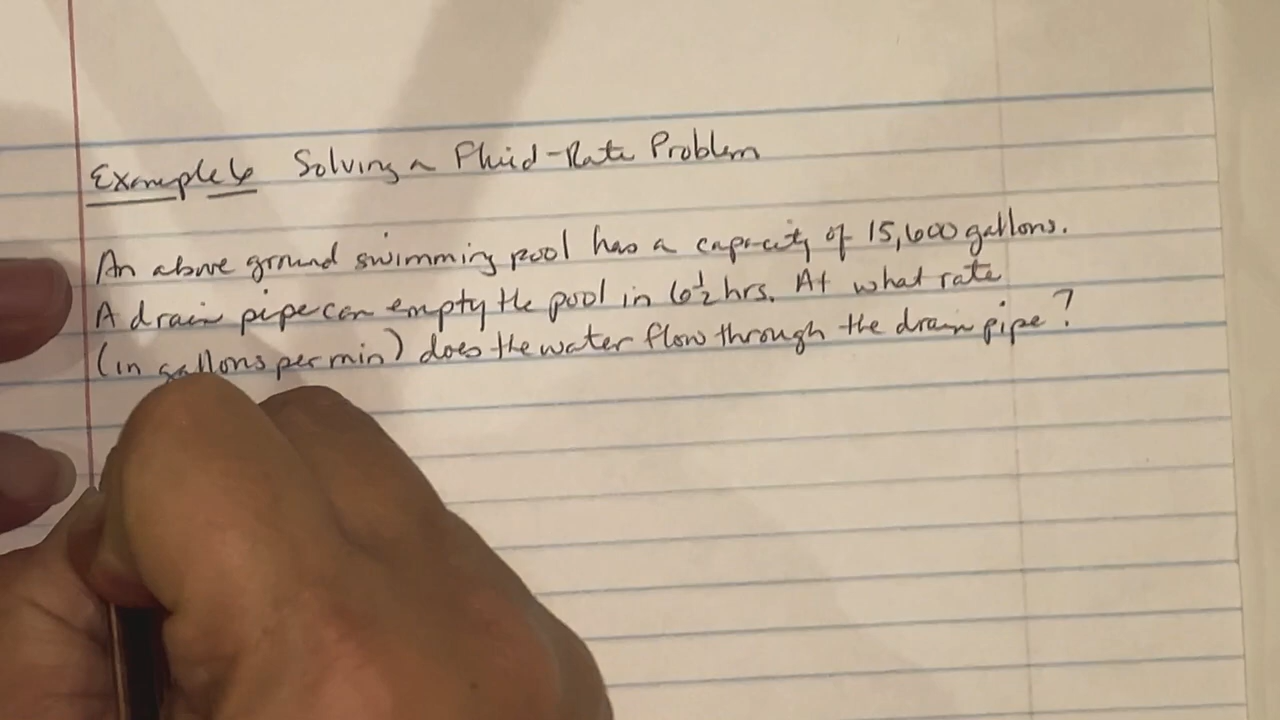 Example 6 Solving a Fluid-Rate Problem
An above ground swimming pool has a capacity of 15,600 gallons.
A drain pipe can empty the pool in 6½ hrs. At what rate
(in gallons per min) does the water flow through the drain pipe?